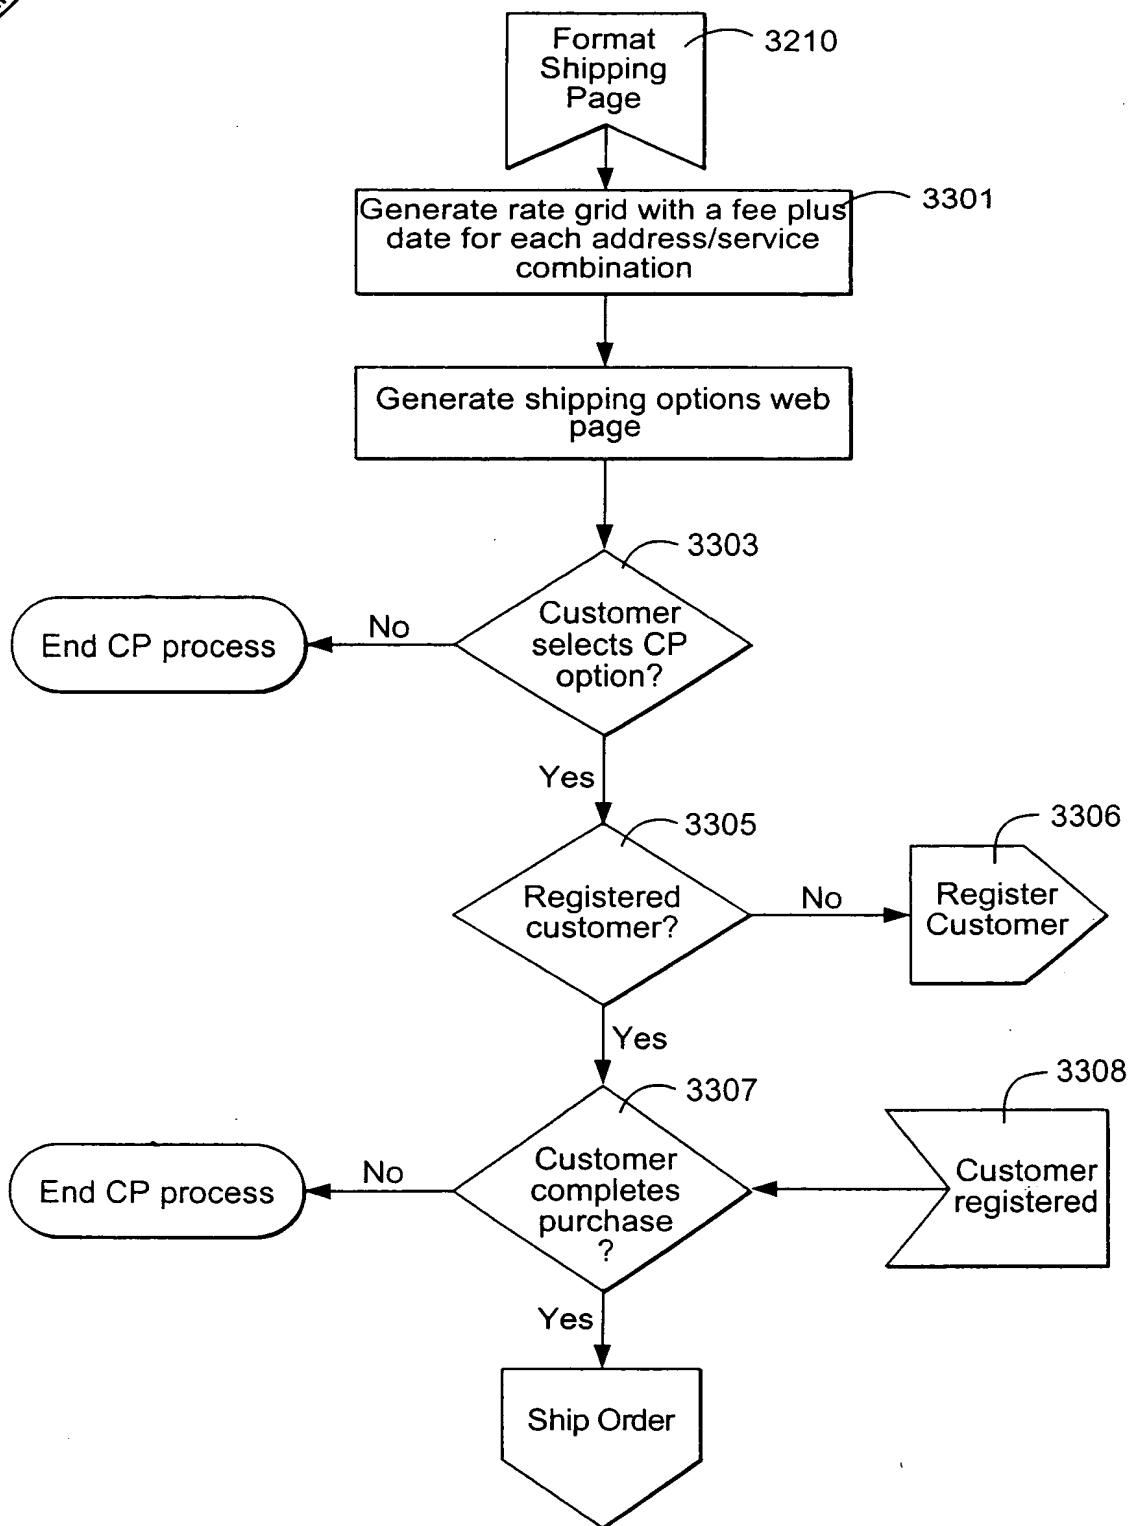 Format
Shipping
Page
3210
Generate rate grid with a fee plus
date for each address/service
combination
3301
Generate shipping options web
page
3303
Customer
selects CP
option?
No
End CP process
Yes
3305
Registered
customer?
No
3306
Register
Customer
Yes
3307
Customer
completes
purchase
?
3308
Customer
registered
No
End CP process
Yes
Ship Order